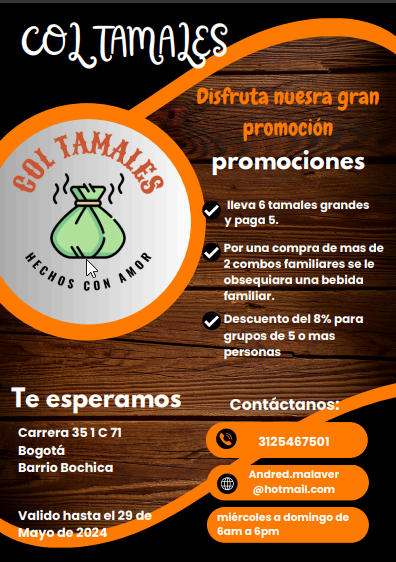 COL TAMALES
Disfruta nuesra gran
promoción
promociones
COL TAMALES
HECHOS CON AMOR
lleva 6 tamales grandes
y paga 5.
Por una compra de mas de
2 combos familiares se le
obsequiara una bebida
familiar.
Descuento del 8% para
grupos de 5 o mas
personas
Te esperamos
Carrera 35 1 C 71
Bogotá
Barrio Bochica
Valido hasta el 29 de
Mayo de 2024
Contáctanos:
3125467501
Andred.malaver
@hotmail.com
miércoles a domingo de
6am a 6pm